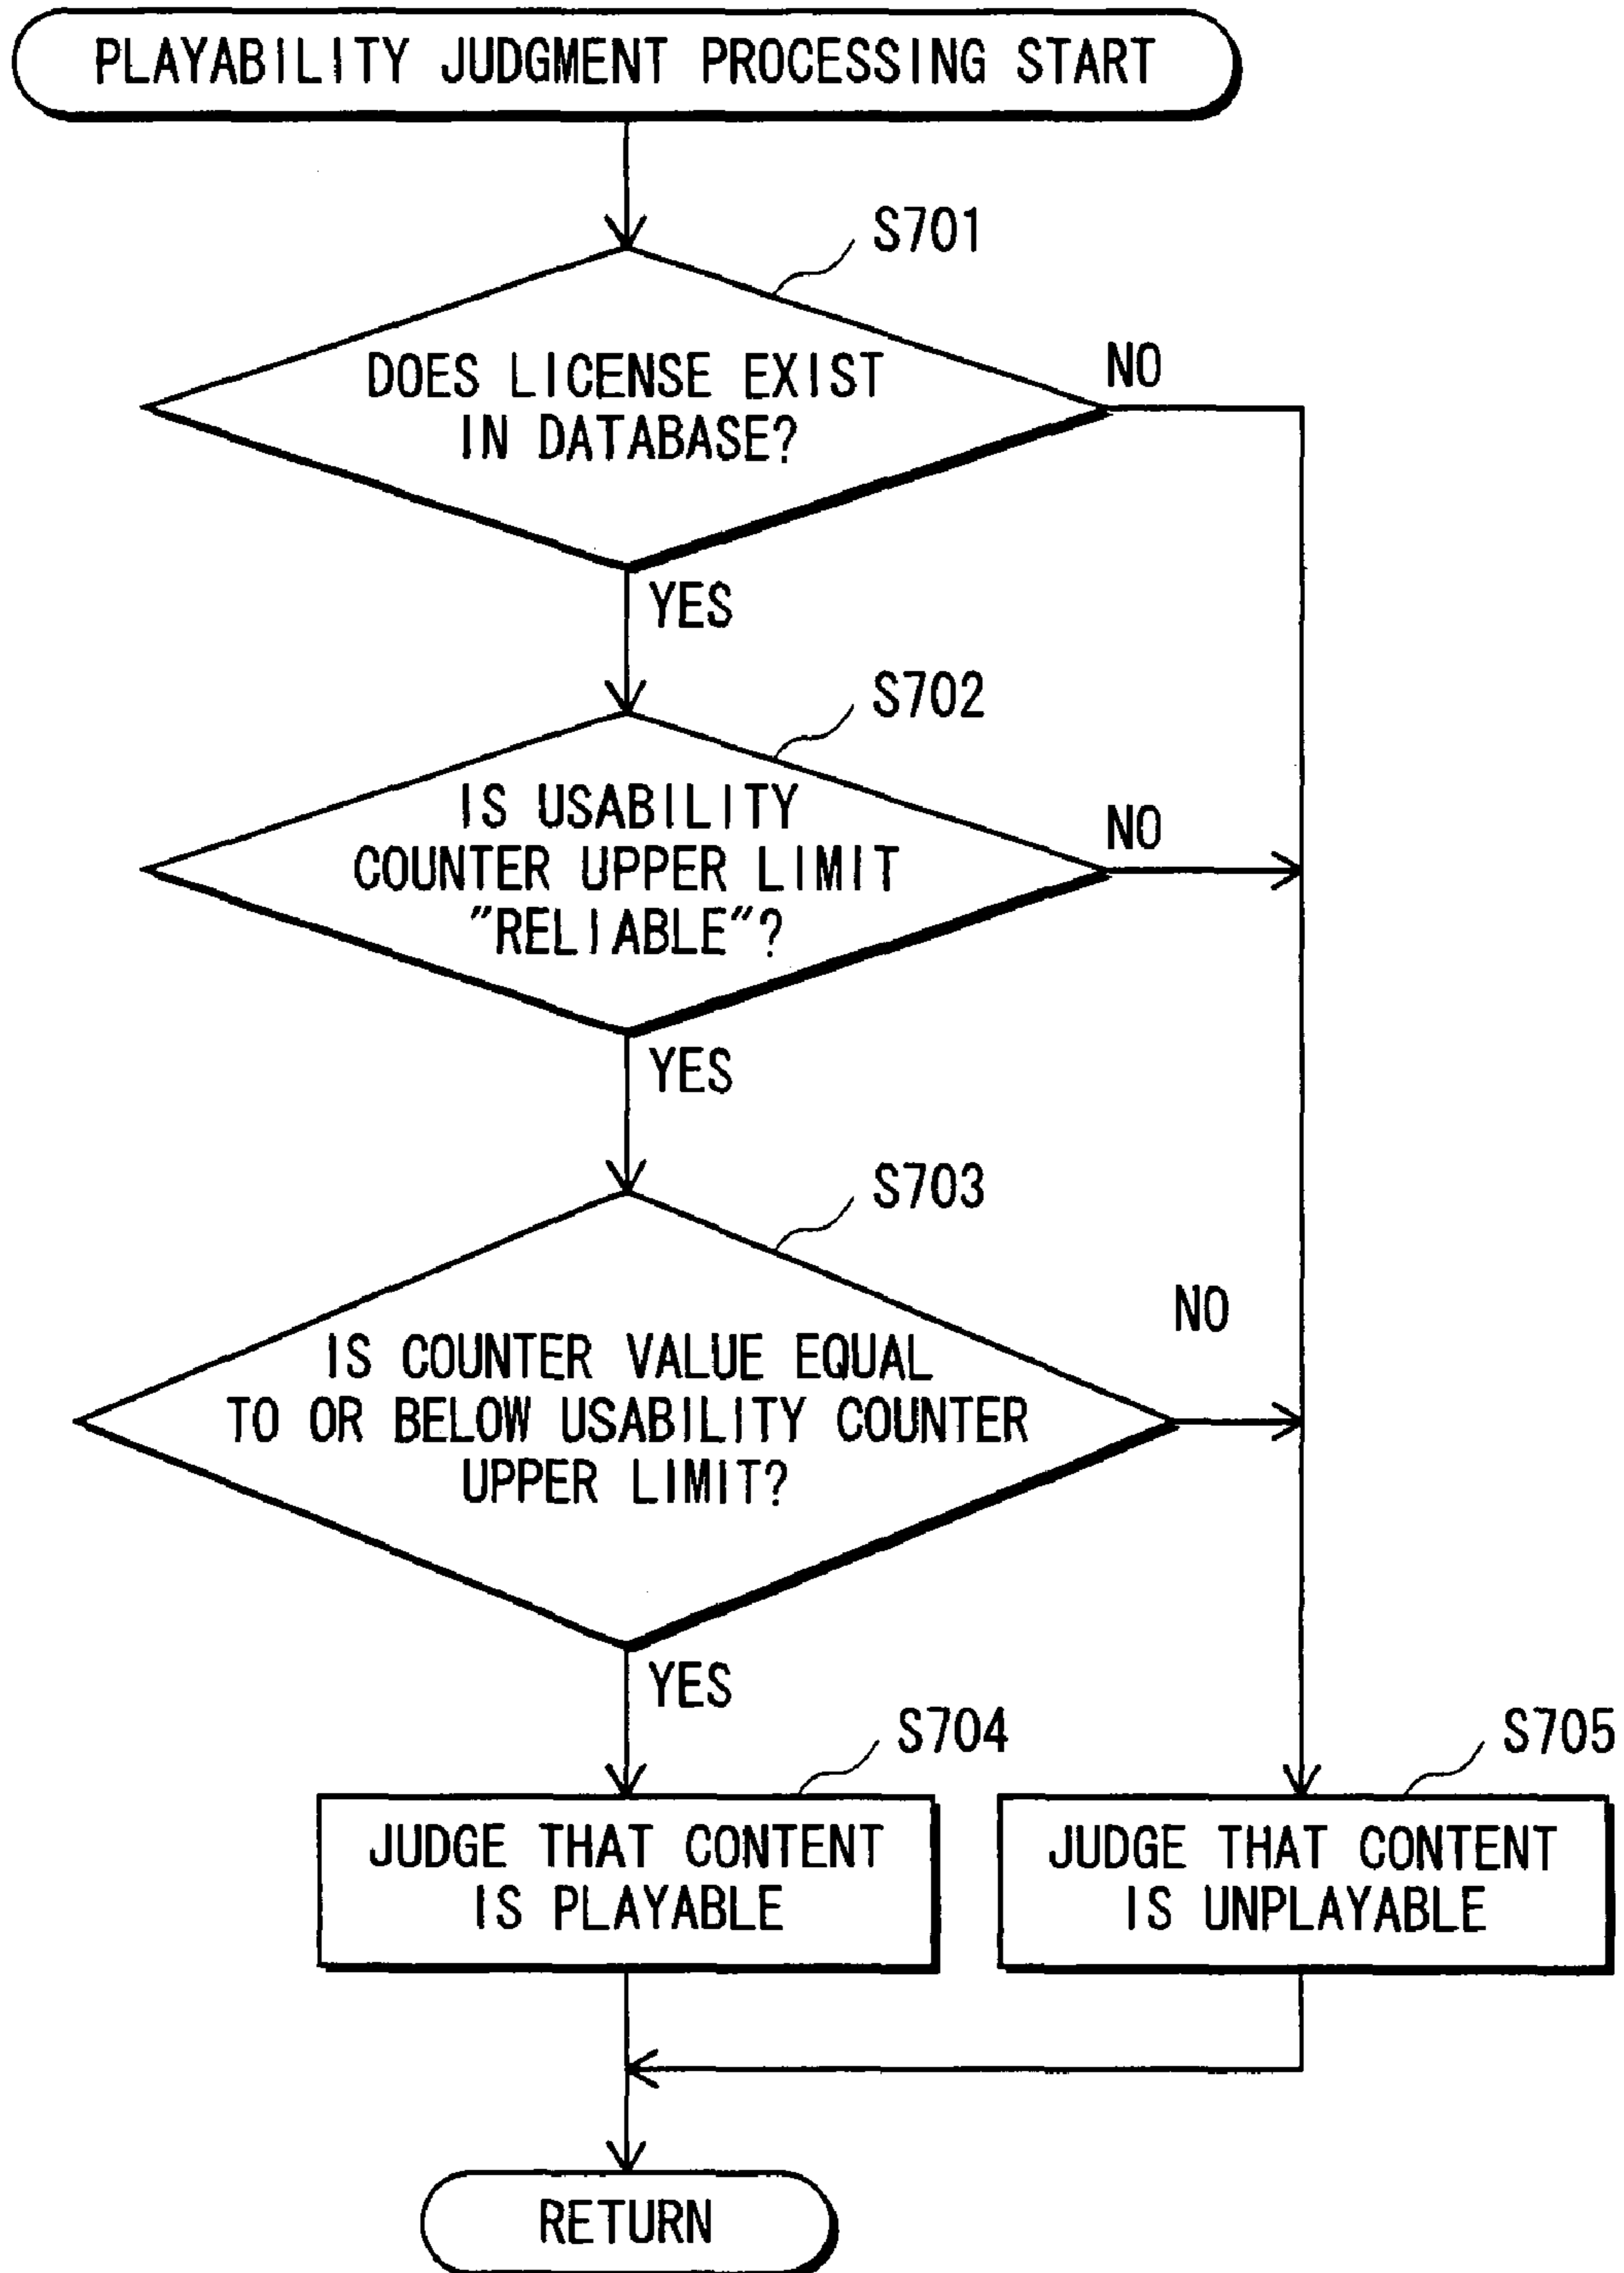 PLAYABILITY JUDGMENT PROCESSING START
S701
DOES LICENSE EXIST
IN DATABASE?
NO
YES
S702
IS USABILITY
COUNTER UPPER LIMIT
"RELIABLE"?
NO
YES
S703
IS COUNTER VALUE EQUAL
TO OR BELOW USABILITY COUNTER
UPPER LIMIT?
NO
YES
S704
JUDGE THAT CONTENT
IS PLAYABLE
S705
JUDGE THAT CONTENT
IS UNPLAYABLE
RETURN